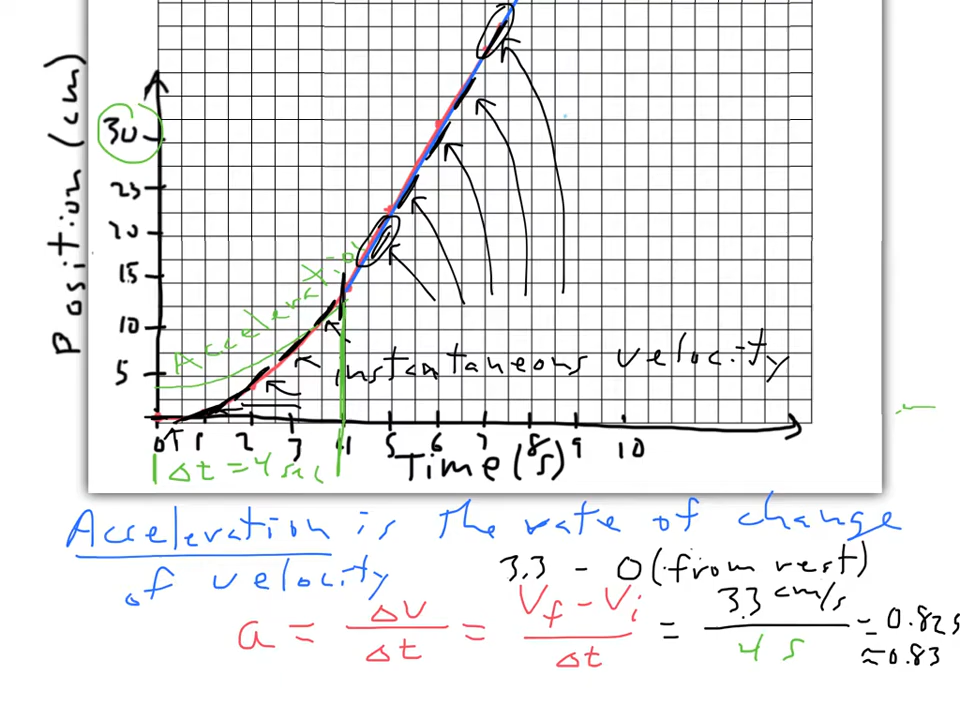 Position (cm)
30
25
20
15
10
5
Acceleration
instantaneous velocity
0 1 2 3 4 5 6 7 8 9 10
Δt = 4 sec
Time (s)
Acceleration is the rate of change
of velocity
3.3 - 0 (from rest)
a = ΔV/Δt = Vf - Vi/Δt = 3.3 cm/s/4 s = 0.825
≈ 0.83